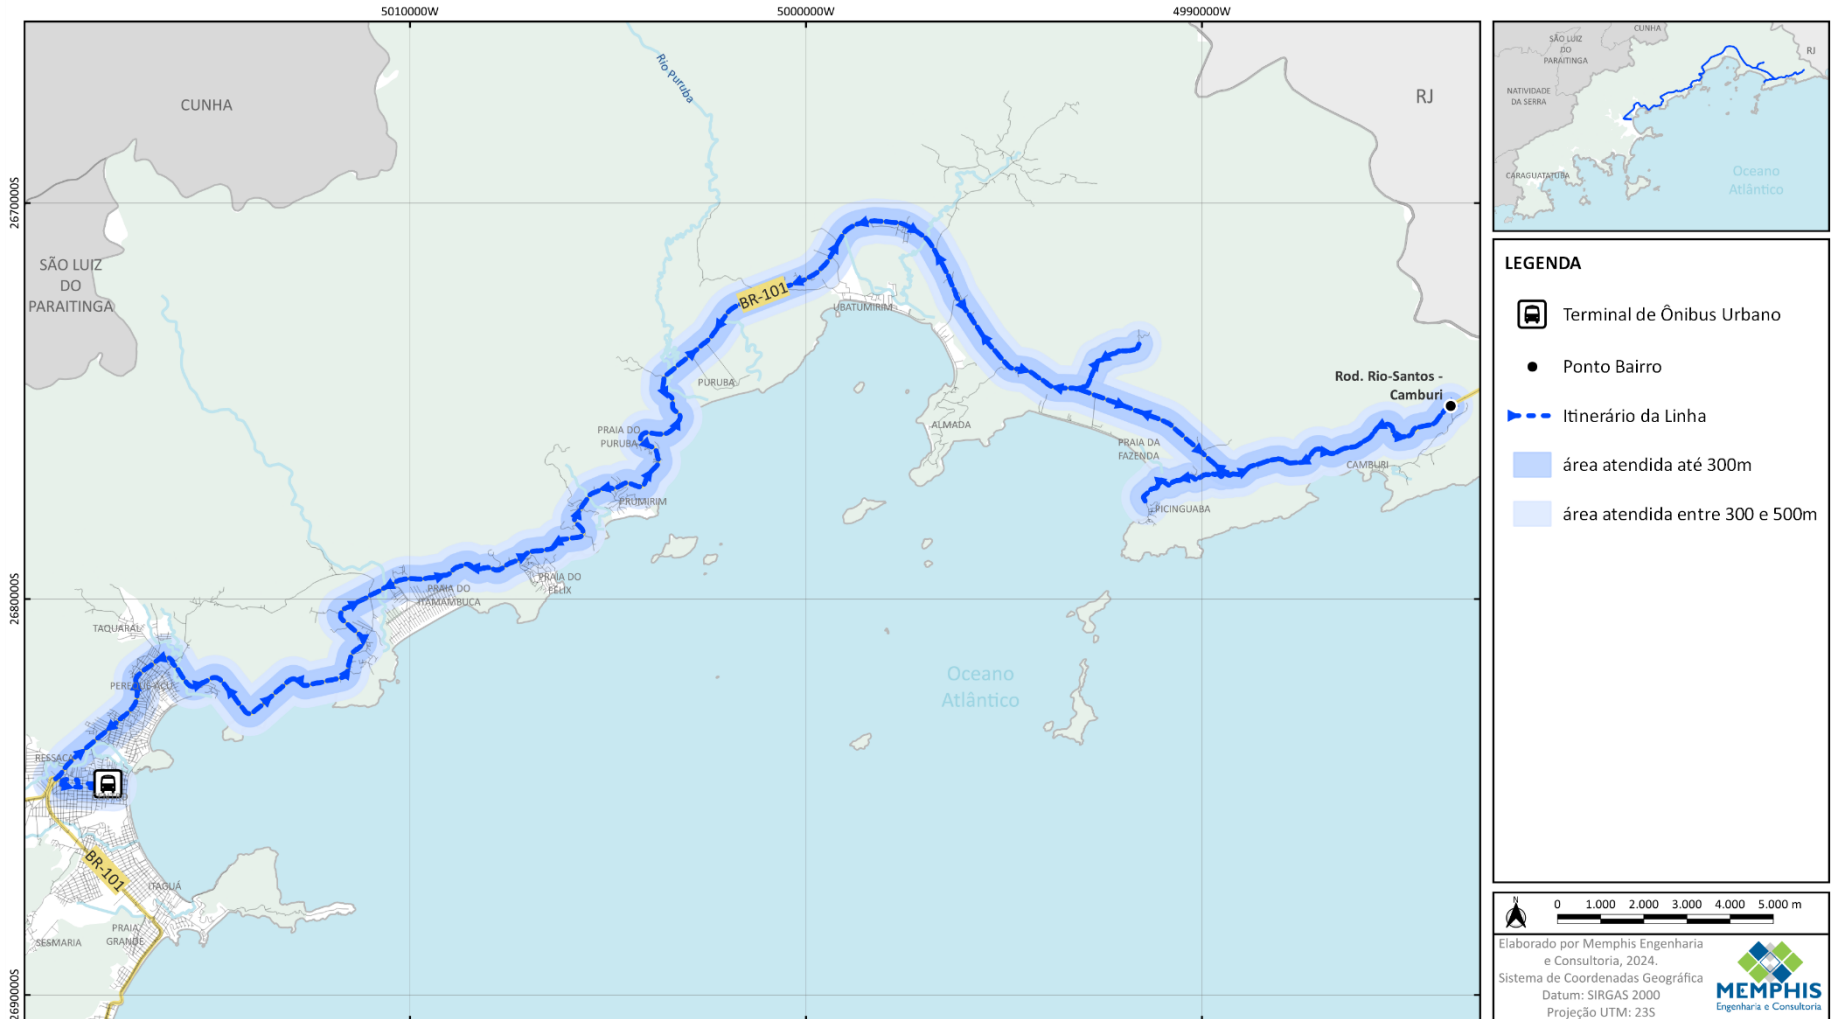 5010000W
5000000W
4990000W
2670000S
2680000S
2690000S
CUNHA
Rio Puruba
RJ
SÃO LUIZ
DO
PARAITINGA
BR-101
UBATUMIRIM
PURUBA
Rod. Rio-Santos -
Camburi
PRAIA DO
PURUBA
ALMADA
PRAIA DA
FAZENDA
CAMBURI
PRUMIRIM
PICINGUABA
PRAIA DO
FELIX
PRAIA DO
ITAMAMBUCA
TAQUARAL
PEREQUÊ-AÇU
Oceano
Atlântico
RESSACA
BR-101
ITAGUÁ
PRAIA
GRANDE
SESMARIA
CUNHA
SÃO LUIZ
DO
PARAITINGA
RJ
NATIVIDADE
DA SERRA
CARAGUATATUBA
Oceano
Atlântico
LEGENDA
Terminal de Ônibus Urbano
Ponto Bairro
Itinerário da Linha
área atendida até 300m
área atendida entre 300 e 500m
N
0 1.000 2.000 3.000 4.000 5.000 m
Elaborado por Memphis Engenharia
e Consultoria, 2024.
Sistema de Coordenadas Geográfica
Datum: SIRGAS 2000
Projeção UTM: 23S
MEMPHIS
Engenharia e Consultoria